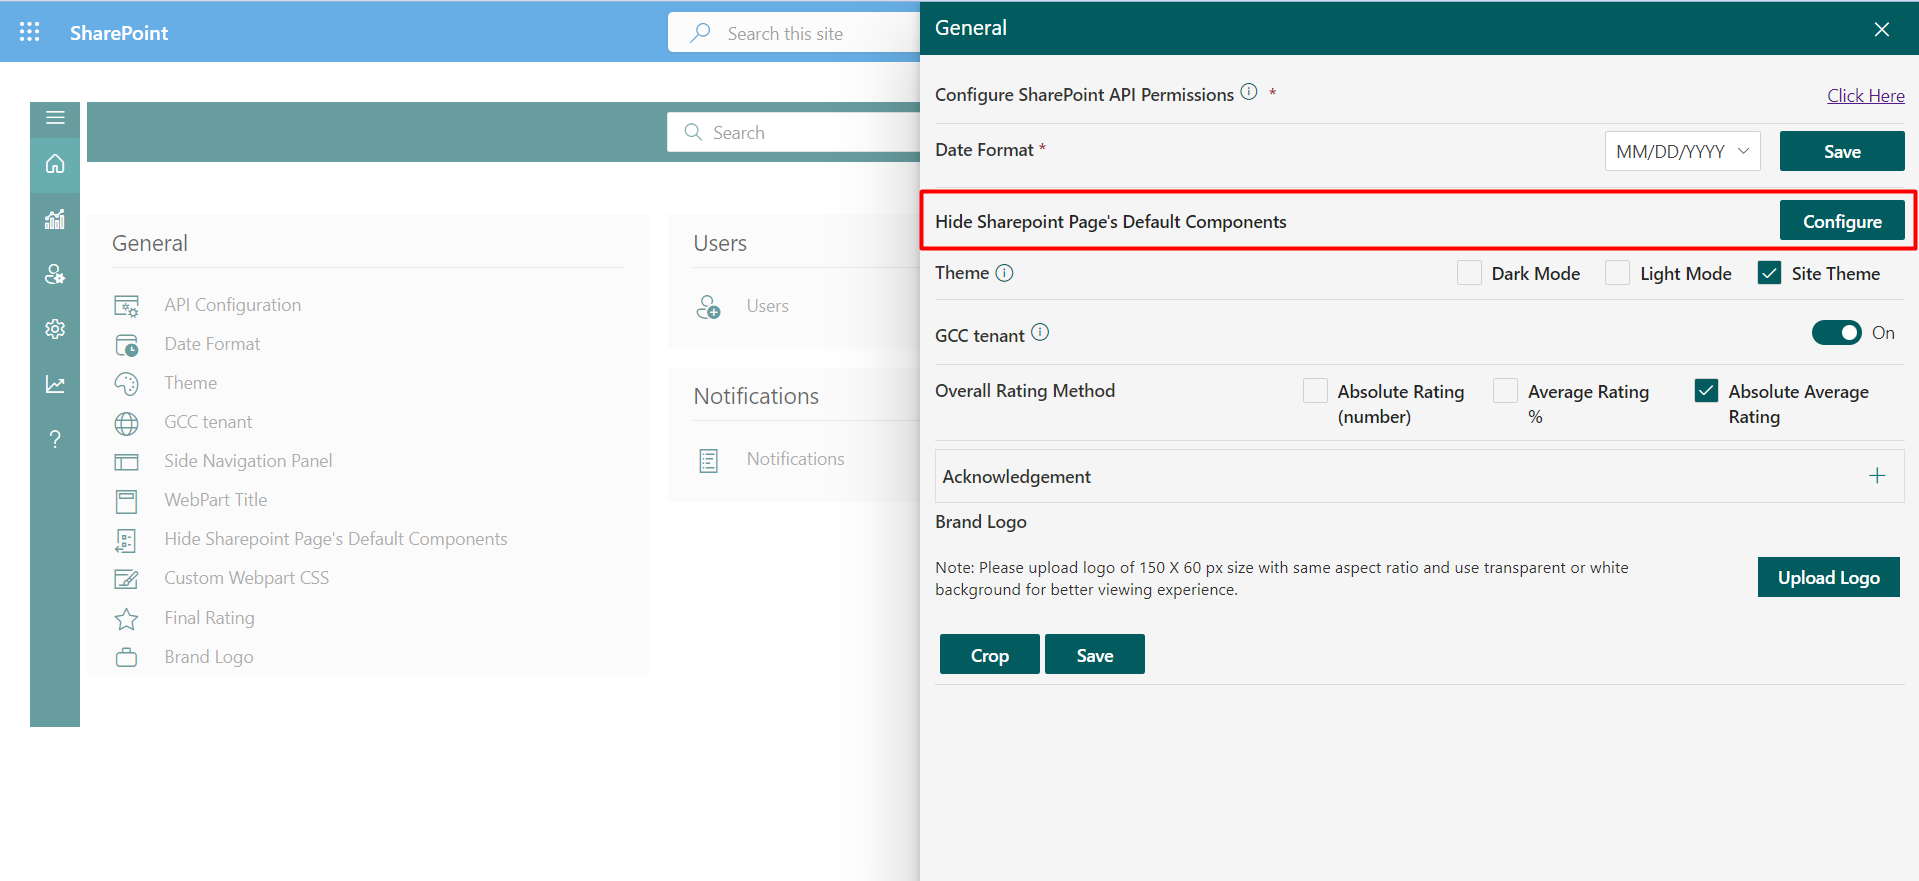 SharePoint
Search this site
Search
General
API Configuration
Date Format
Theme
GCC tenant
Side Navigation Panel
WebPart Title
Hide Sharepoint Page's Default Components
Custom Webpart CSS
Final Rating
Brand Logo
Users
Users
Notifications
Notifications
General
Configure SharePoint API Permissions *
Click Here
Date Format *
MM/DD/YYYY
Save
Hide Sharepoint Page's Default Components
Configure
Theme
Dark Mode
Light Mode
Site Theme
GCC tenant
On
Overall Rating Method
Absolute Rating
(number)
Average Rating
%
Absolute Average
Rating
Acknowledgement
Brand Logo
Note: Please upload logo of 150 X 60 px size with same aspect ratio and use transparent or white
background for better viewing experience.
Upload Logo
Crop
Save